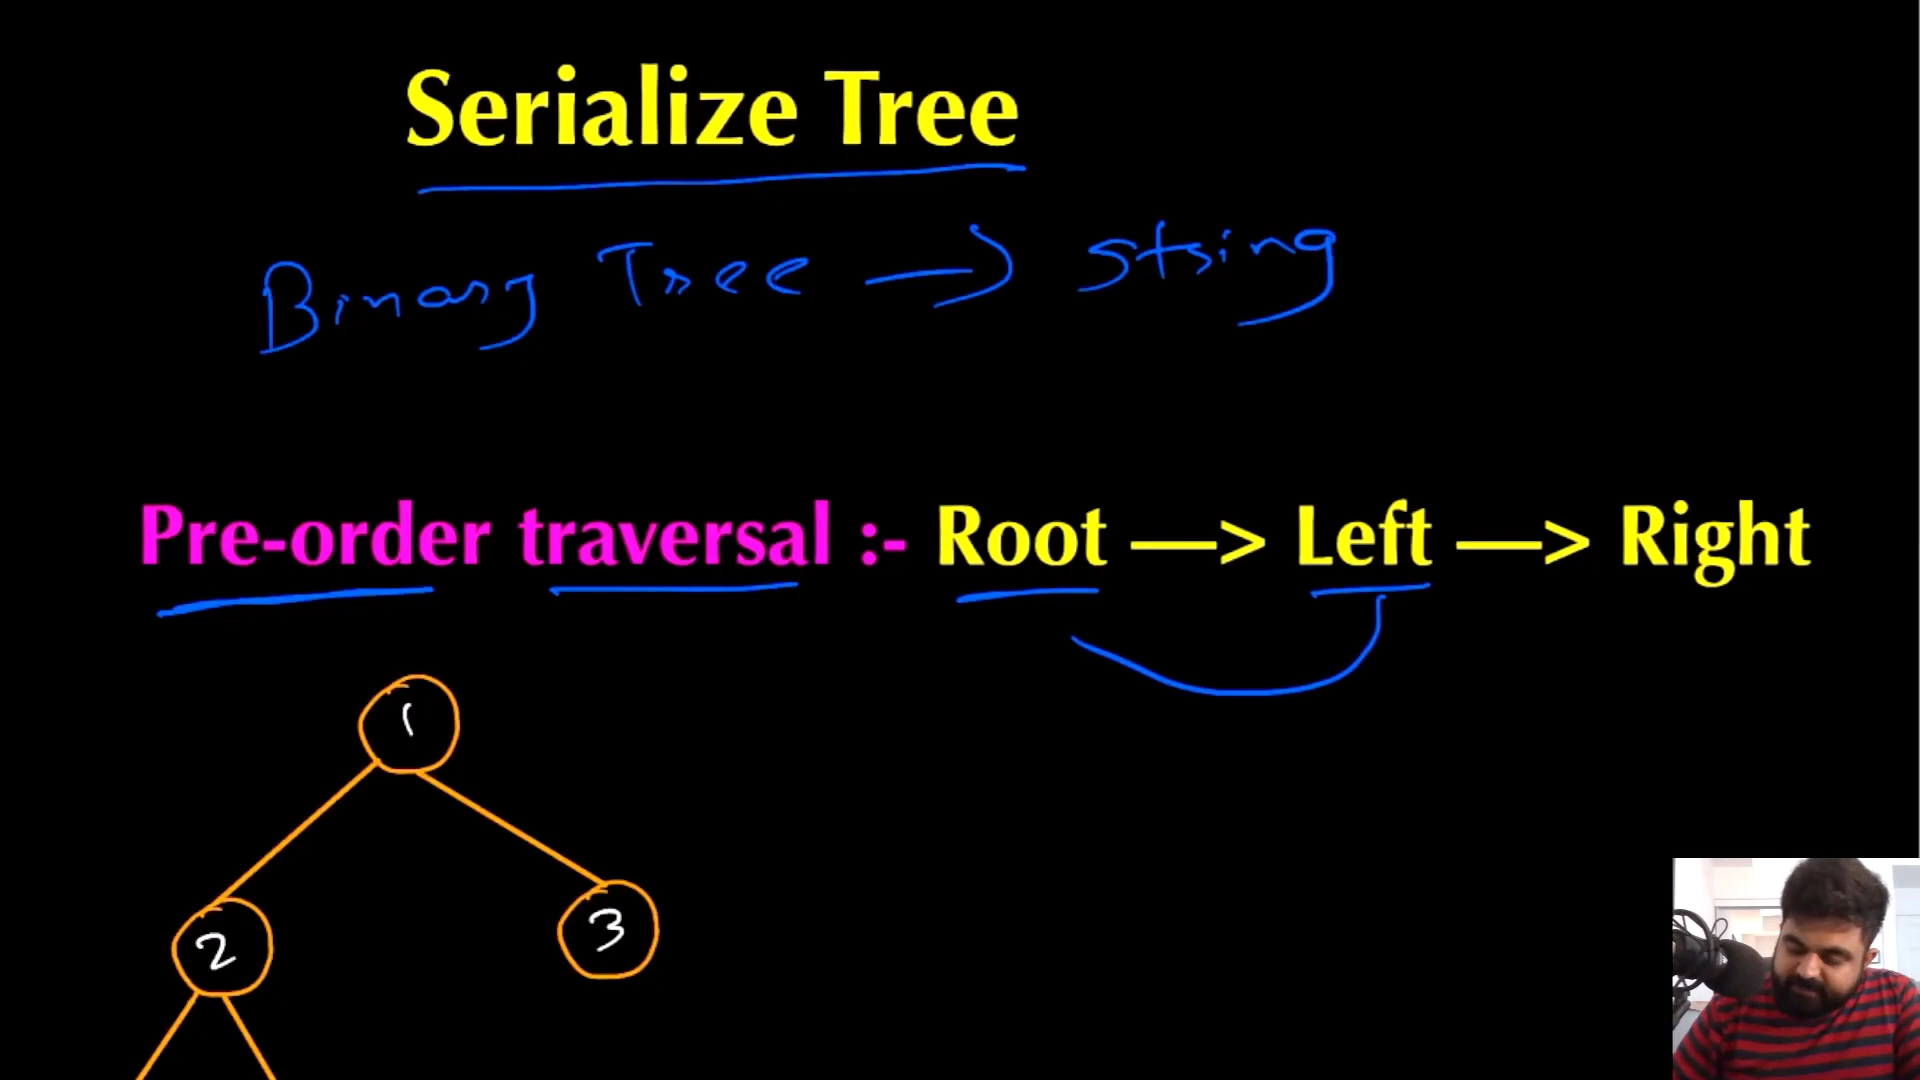 Serialize Tree
Binary Tree → String
Pre-order traversal :- Root —> Left —> Right
1
2
3